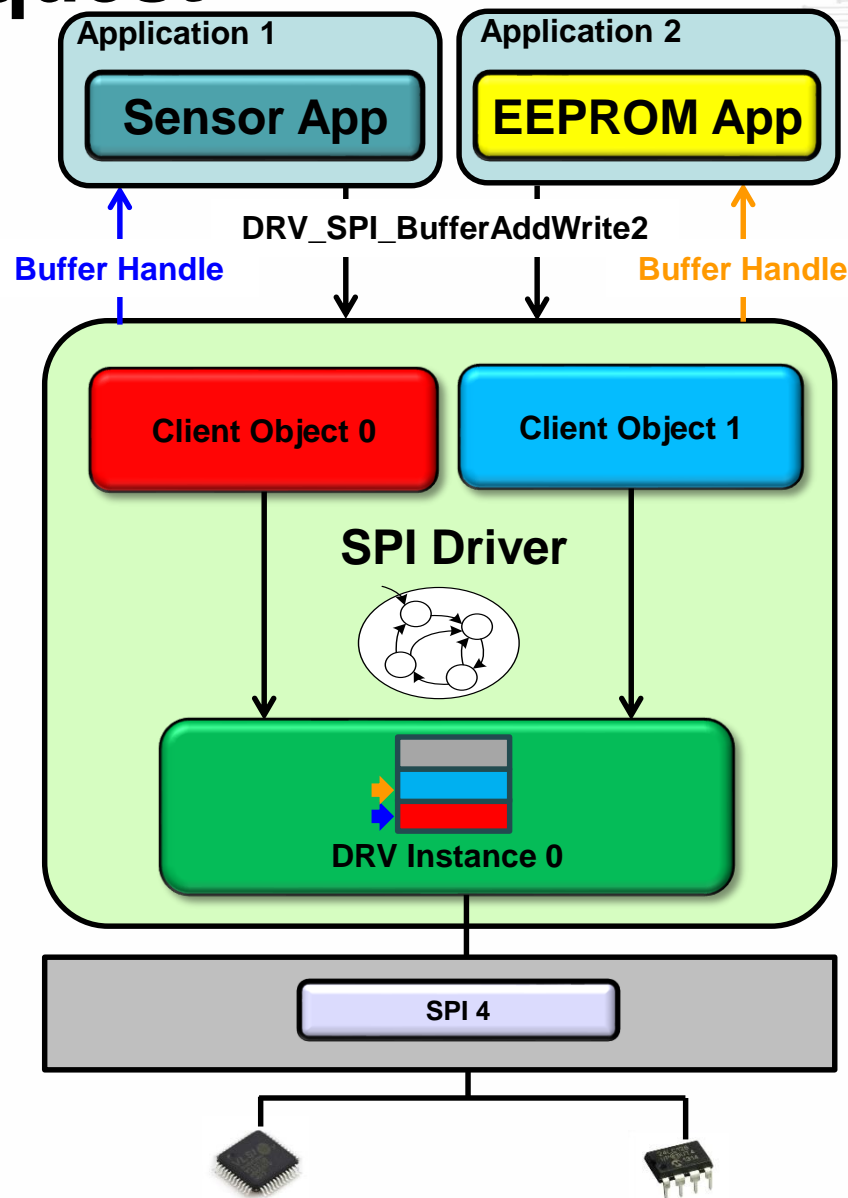 Application 1
Application 2
Sensor App
EEPROM App
DRV_SPI_BufferAddWrite2
Buffer Handle
Buffer Handle
Client Object 0
Client Object 1
SPI Driver
DRV Instance 0
SPI 4